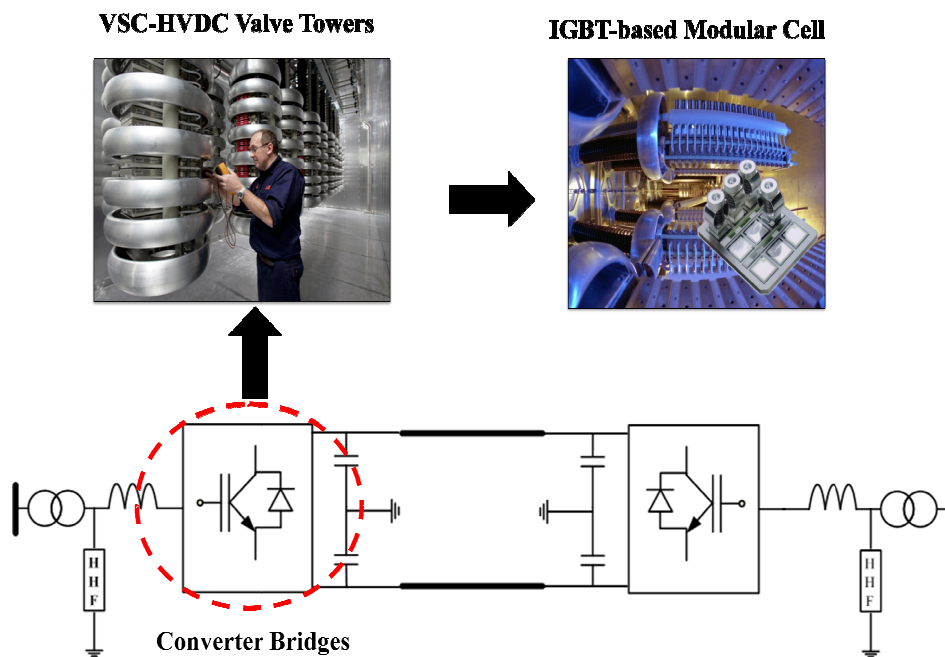 VSC-HVDC Valve Towers
IGBT-based Modular Cell
H
H
F
H
H
F
Converter Bridges